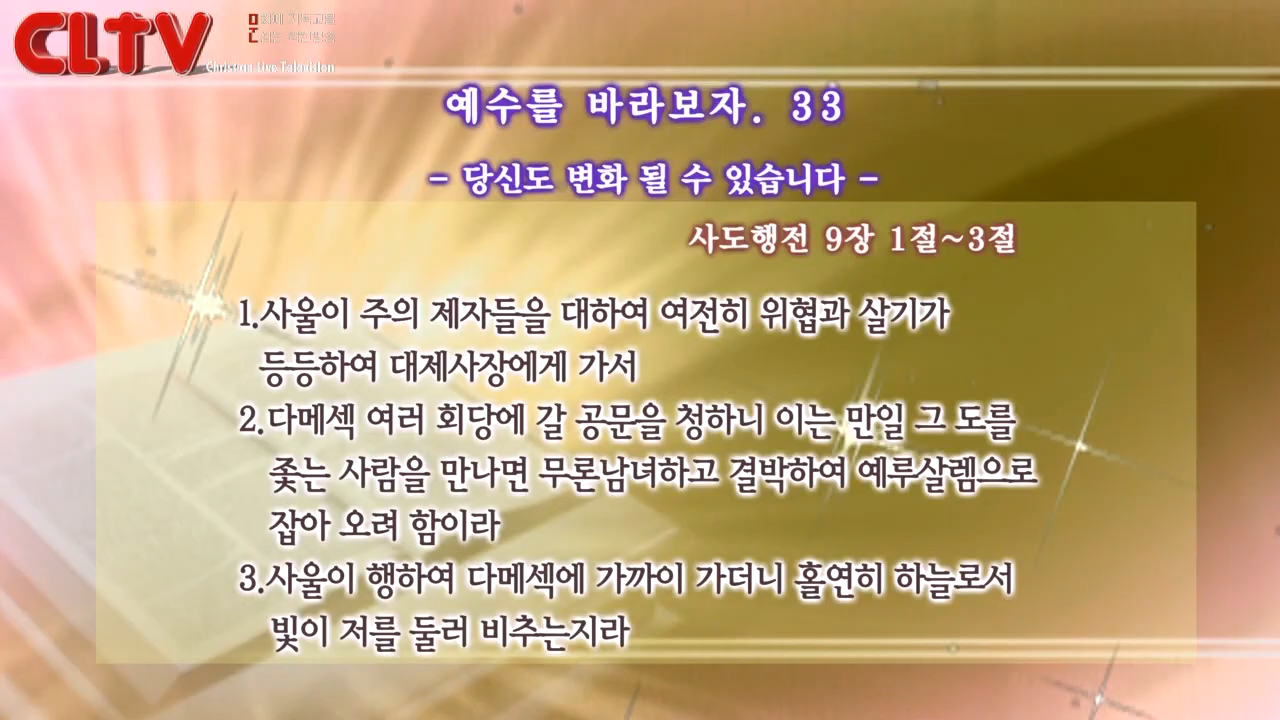 CLTV
Christian Live Television
예수를 바라보자. 33
- 당신도 변화 될 수 있습니다 -
사도행전 9장 1절~3절
1.사울이 주의 제자들을 대하여 여전히 위협과 살기가
등등하여 대제사장에게 가서
2.다메섹 여러 회당에 갈 공문을 청하니 이는 만일 그 도를
좇는 사람을 만나면 무론남녀하고 결박하여 예루살렘으로
잡아 오려 함이라
3.사울이 행하여 다메섹에 가까이 가더니 홀연히 하늘로서
빛이 저를 둘러 비추는지라